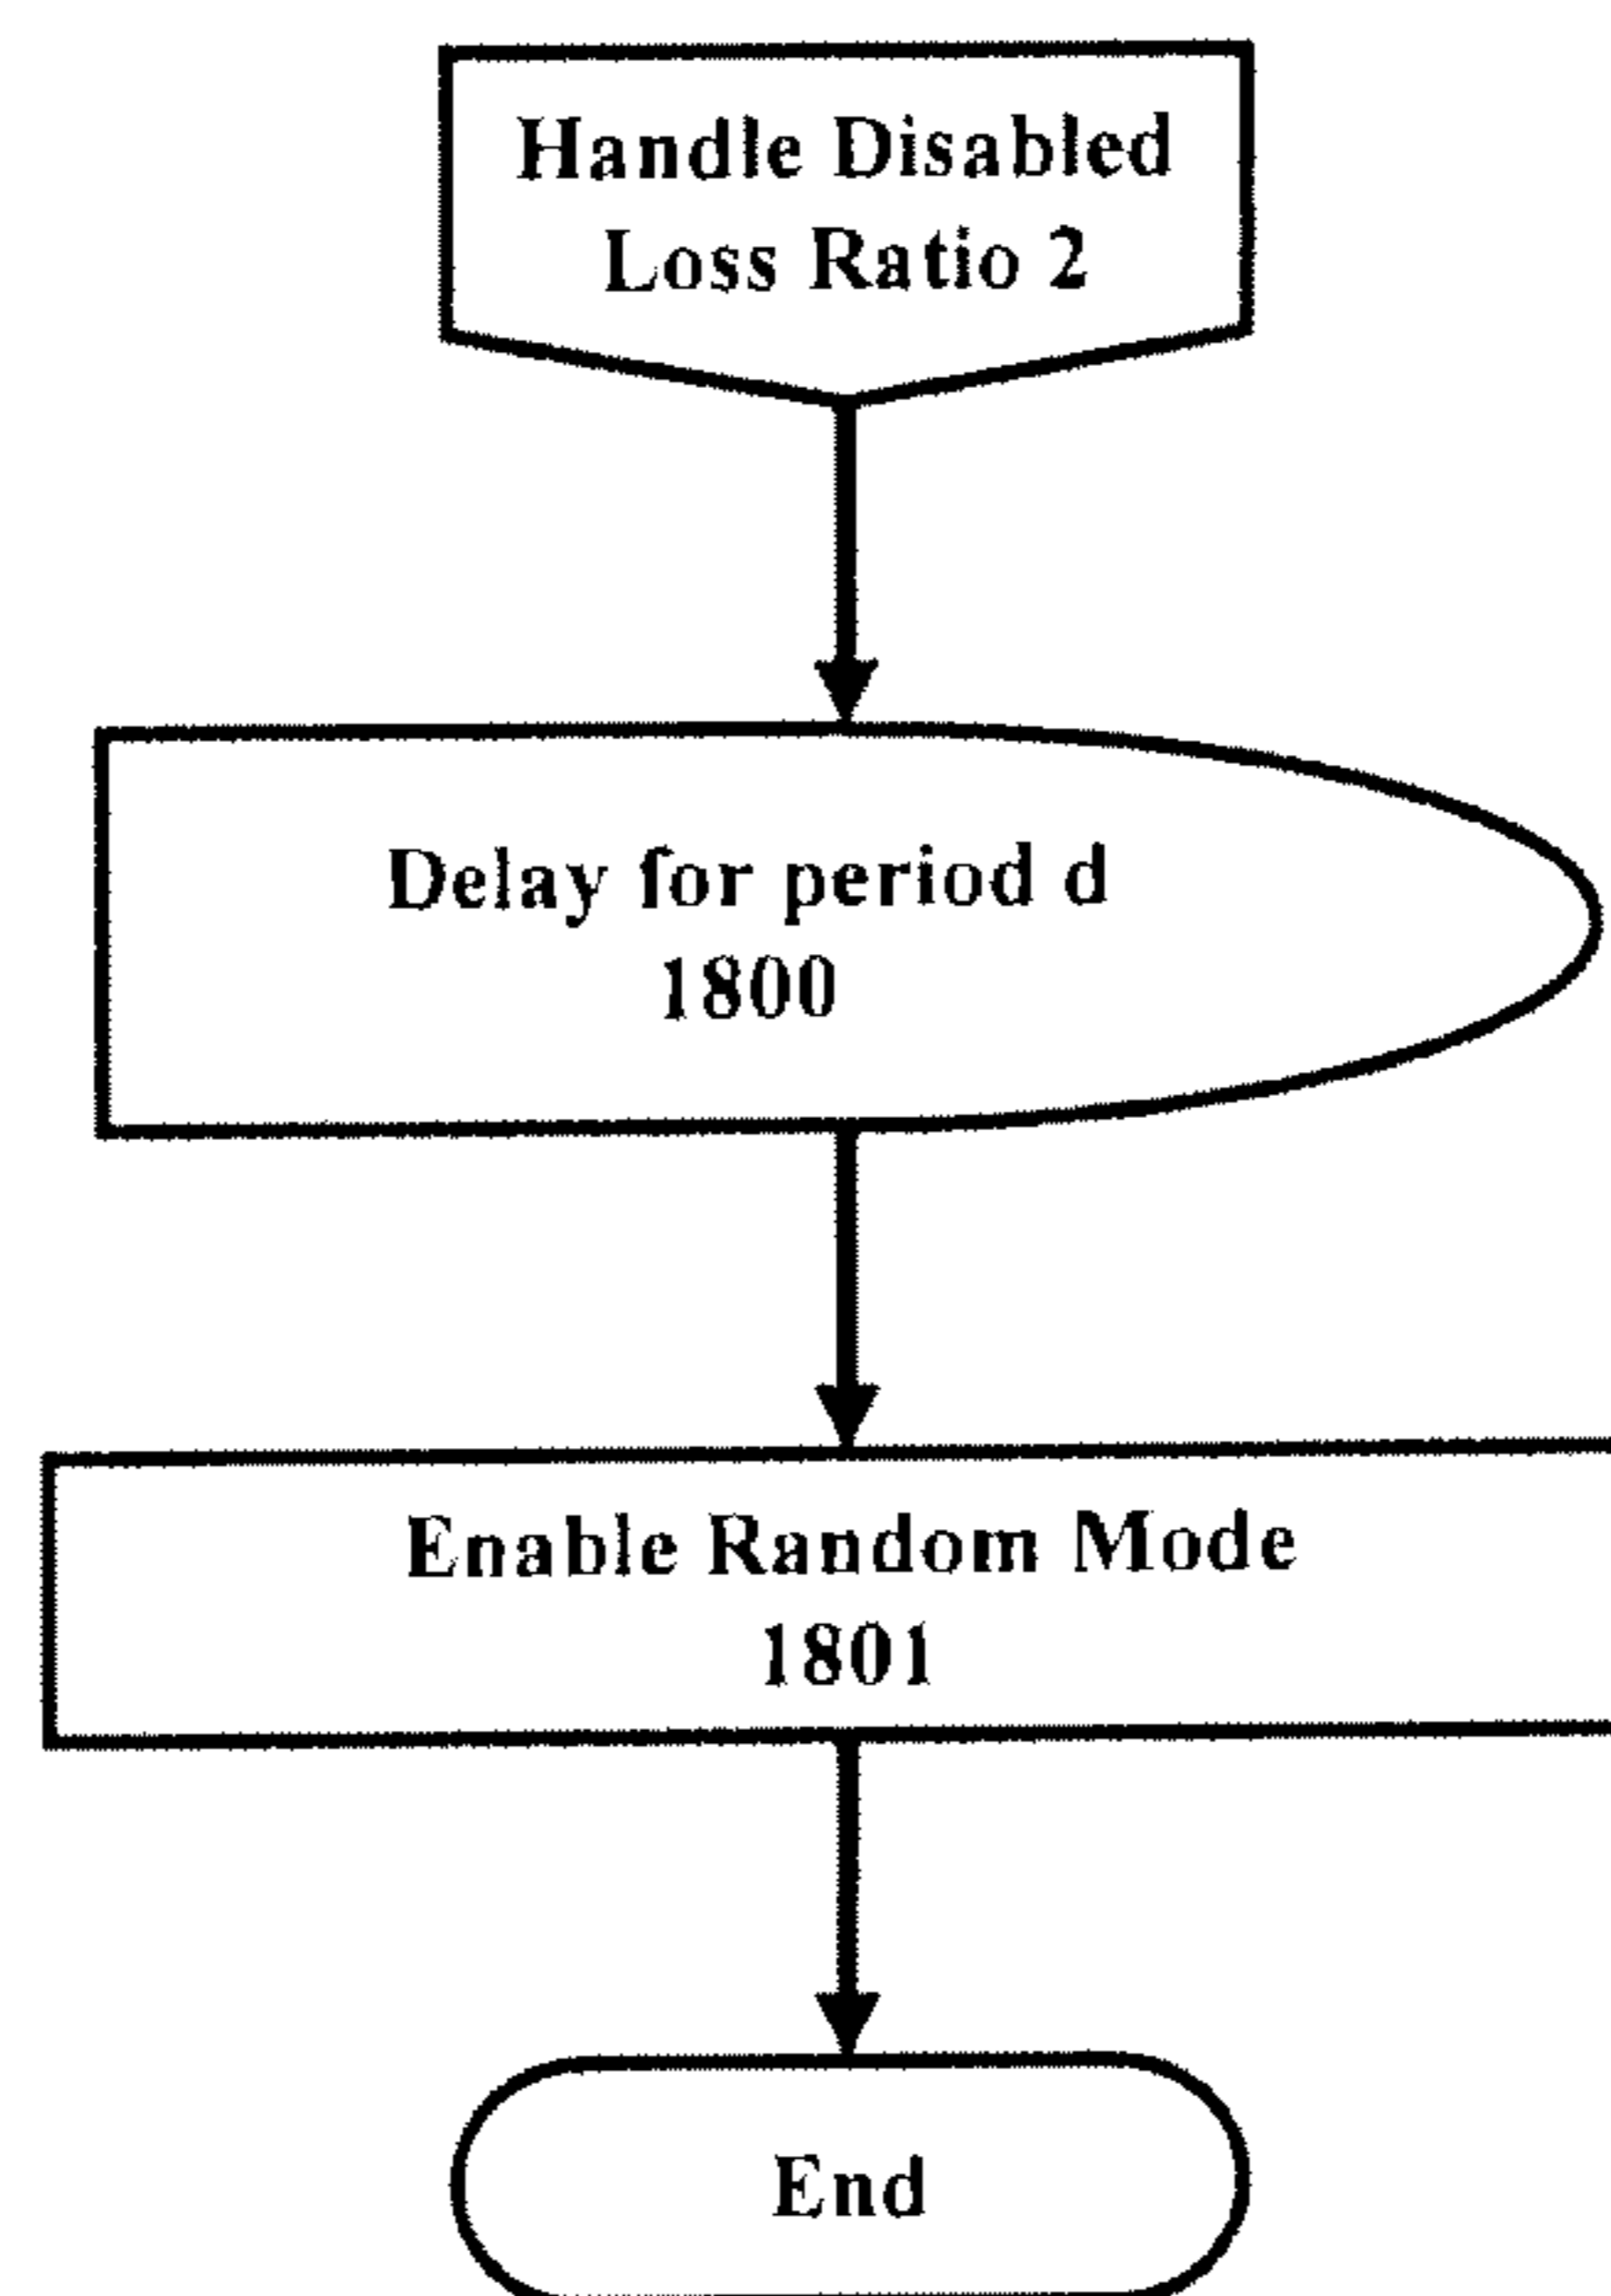 Handle Disabled
Loss Ratio 2
Delay for period d
1800
Enable Random Mode
1801
End